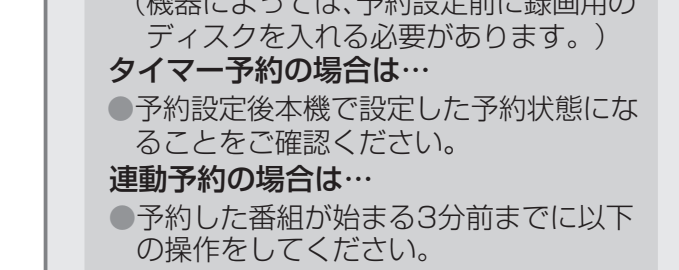 （機器によっては、予約設定前に録画用の
ディスクを入れる必要があります。）
タイマー予約の場合は…
●予約設定後本機で設定した予約状態にな
ることをご確認ください。
連動予約の場合は…
●予約した番組が始まる3分前までに以下
の操作をしてください。